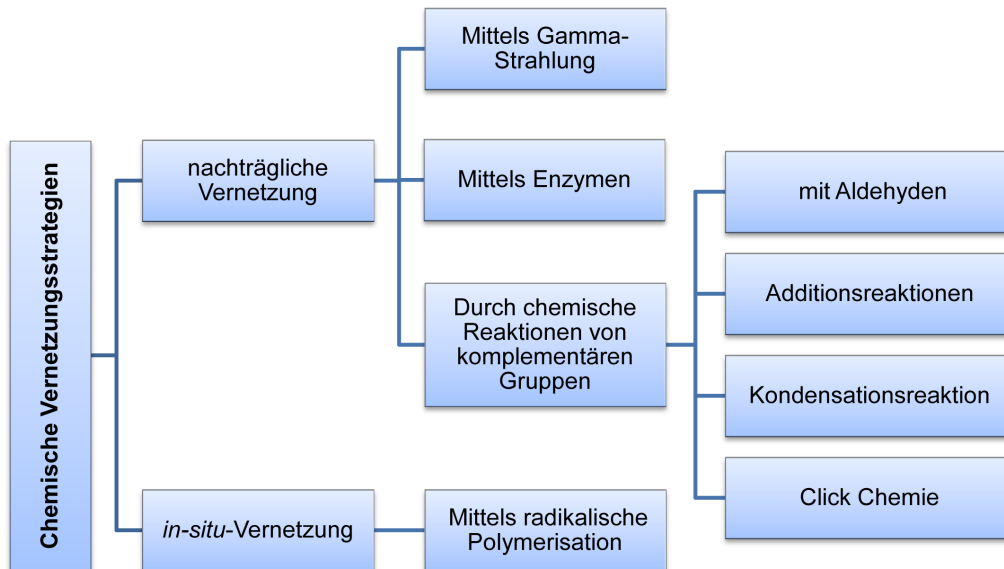 Chemische Vernetzungsstrategien
nachträgliche
Vernetzung
Mittels Gamma-
Strahlung
Mittels Enzymen
Durch chemische
Reaktionen von
komplementären
Gruppen
mit Aldehyden
Additionsreaktionen
Kondensationsreaktion
Click Chemie
in-situ-Vernetzung
Mittels radikalische
Polymerisation